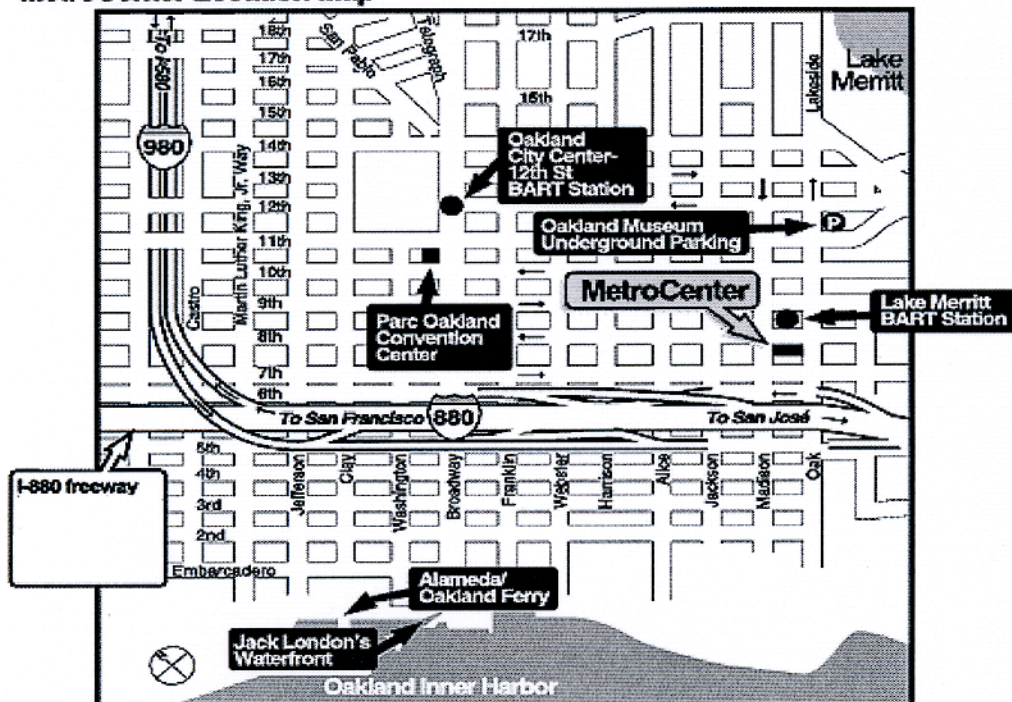 MetroCenter Location Map
To I-580
18th
17th
16th
15th
14th
13th
12th
11th
10th
9th
8th
7th
6th
5th
4th
3rd
2nd
Embarcadero
San Pablo
Telegraph
17th
15th
Lakeside
Lake
Merritt
980
Oakland
City Center-
12th St
BART Station
Oakland Museum
Underground Parking
P
MetroCenter
Lake Merritt
BART Station
Parc Oakland
Convention
Center
Castro
Martin Luther King, Jr. Way
To San Francisco
880
To San José
I-880 freeway
Jefferson
Clay
Washington
Broadway
Franklin
Webster
Harrison
Alice
Jackson
Madison
Oak
Alameda/
Oakland Ferry
Jack London's
Waterfront
Oakland Inner Harbor